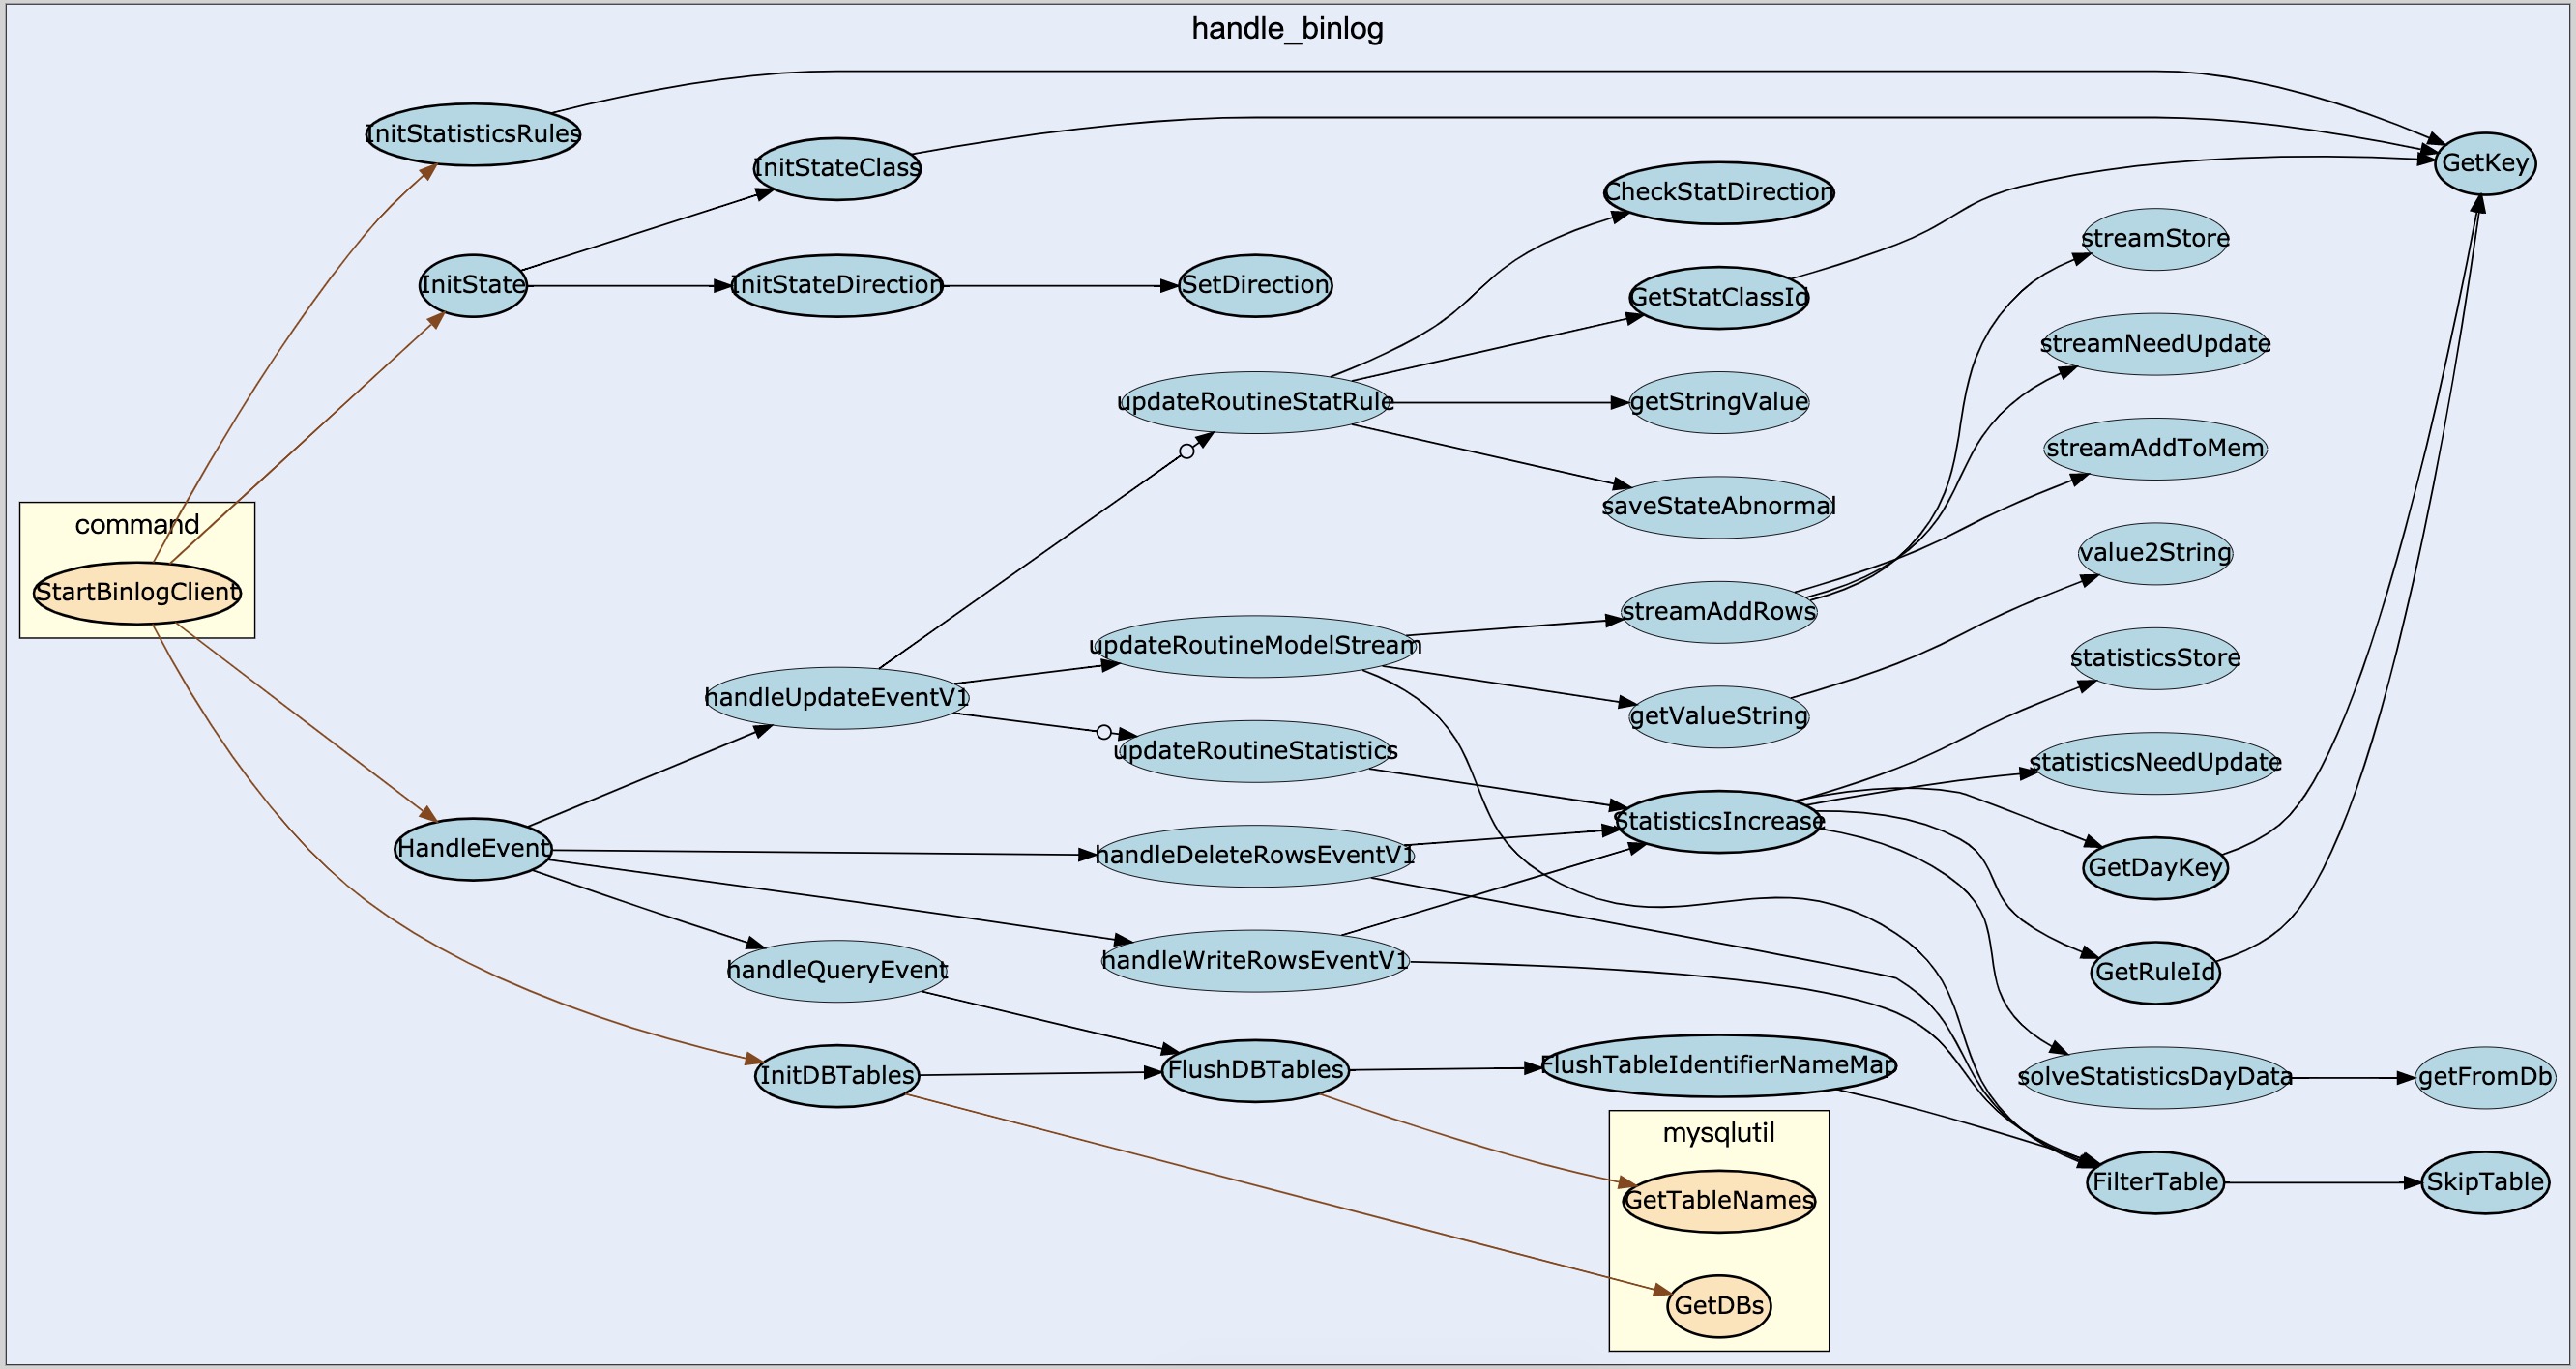 handle_binlog
InitStatisticsRules
InitStateClass
GetKey
CheckStatDirection
streamStore
InitState
InitStateDirection
SetDirection
GetStatClassId
streamNeedUpdate
updateRoutineStatRule
getStringValue
streamAddToMem
saveStateAbnormal
command
value2String
StartBinlogClient
streamAddRows
updateRoutineModelStream
statisticsStore
handleUpdateEventV1
getValueString
updateRoutineStatistics
statisticsNeedUpdate
StatisticsIncrease
HandleEvent
handleDeleteRowsEventV1
GetDayKey
handleQueryEvent
handleWriteRowsEventV1
GetRuleId
InitDBTables
FlushDBTables
FlushTableIdentifierNameMap
solveStatisticsDayData
getFromDb
mysqlutil
GetTableNames
FilterTable
SkipTable
GetDBs